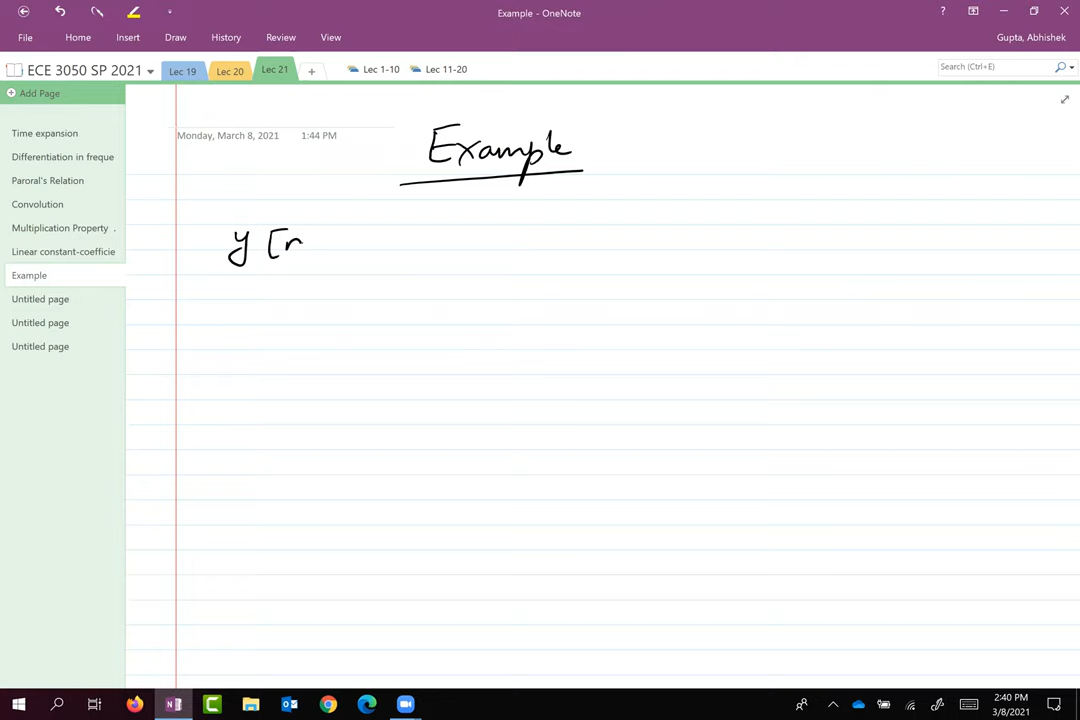 Example - OneNote
Gupta, Abhishek
File Home Insert Draw History Review View
ECE 3050 SP 2021
Lec 19 Lec 20 Lec 21 + Lec 1-10 Lec 11-20
Search (Ctrl+E)
Add Page
Time expansion
Differentiation in freque
Paroral's Relation
Convolution
Multiplication Property .
Linear constant-coefficie
Example
Untitled page
Untitled page
Untitled page
Monday, March 8, 2021 1:44 PM
Example
y [n
2:40 PM
3/8/2021